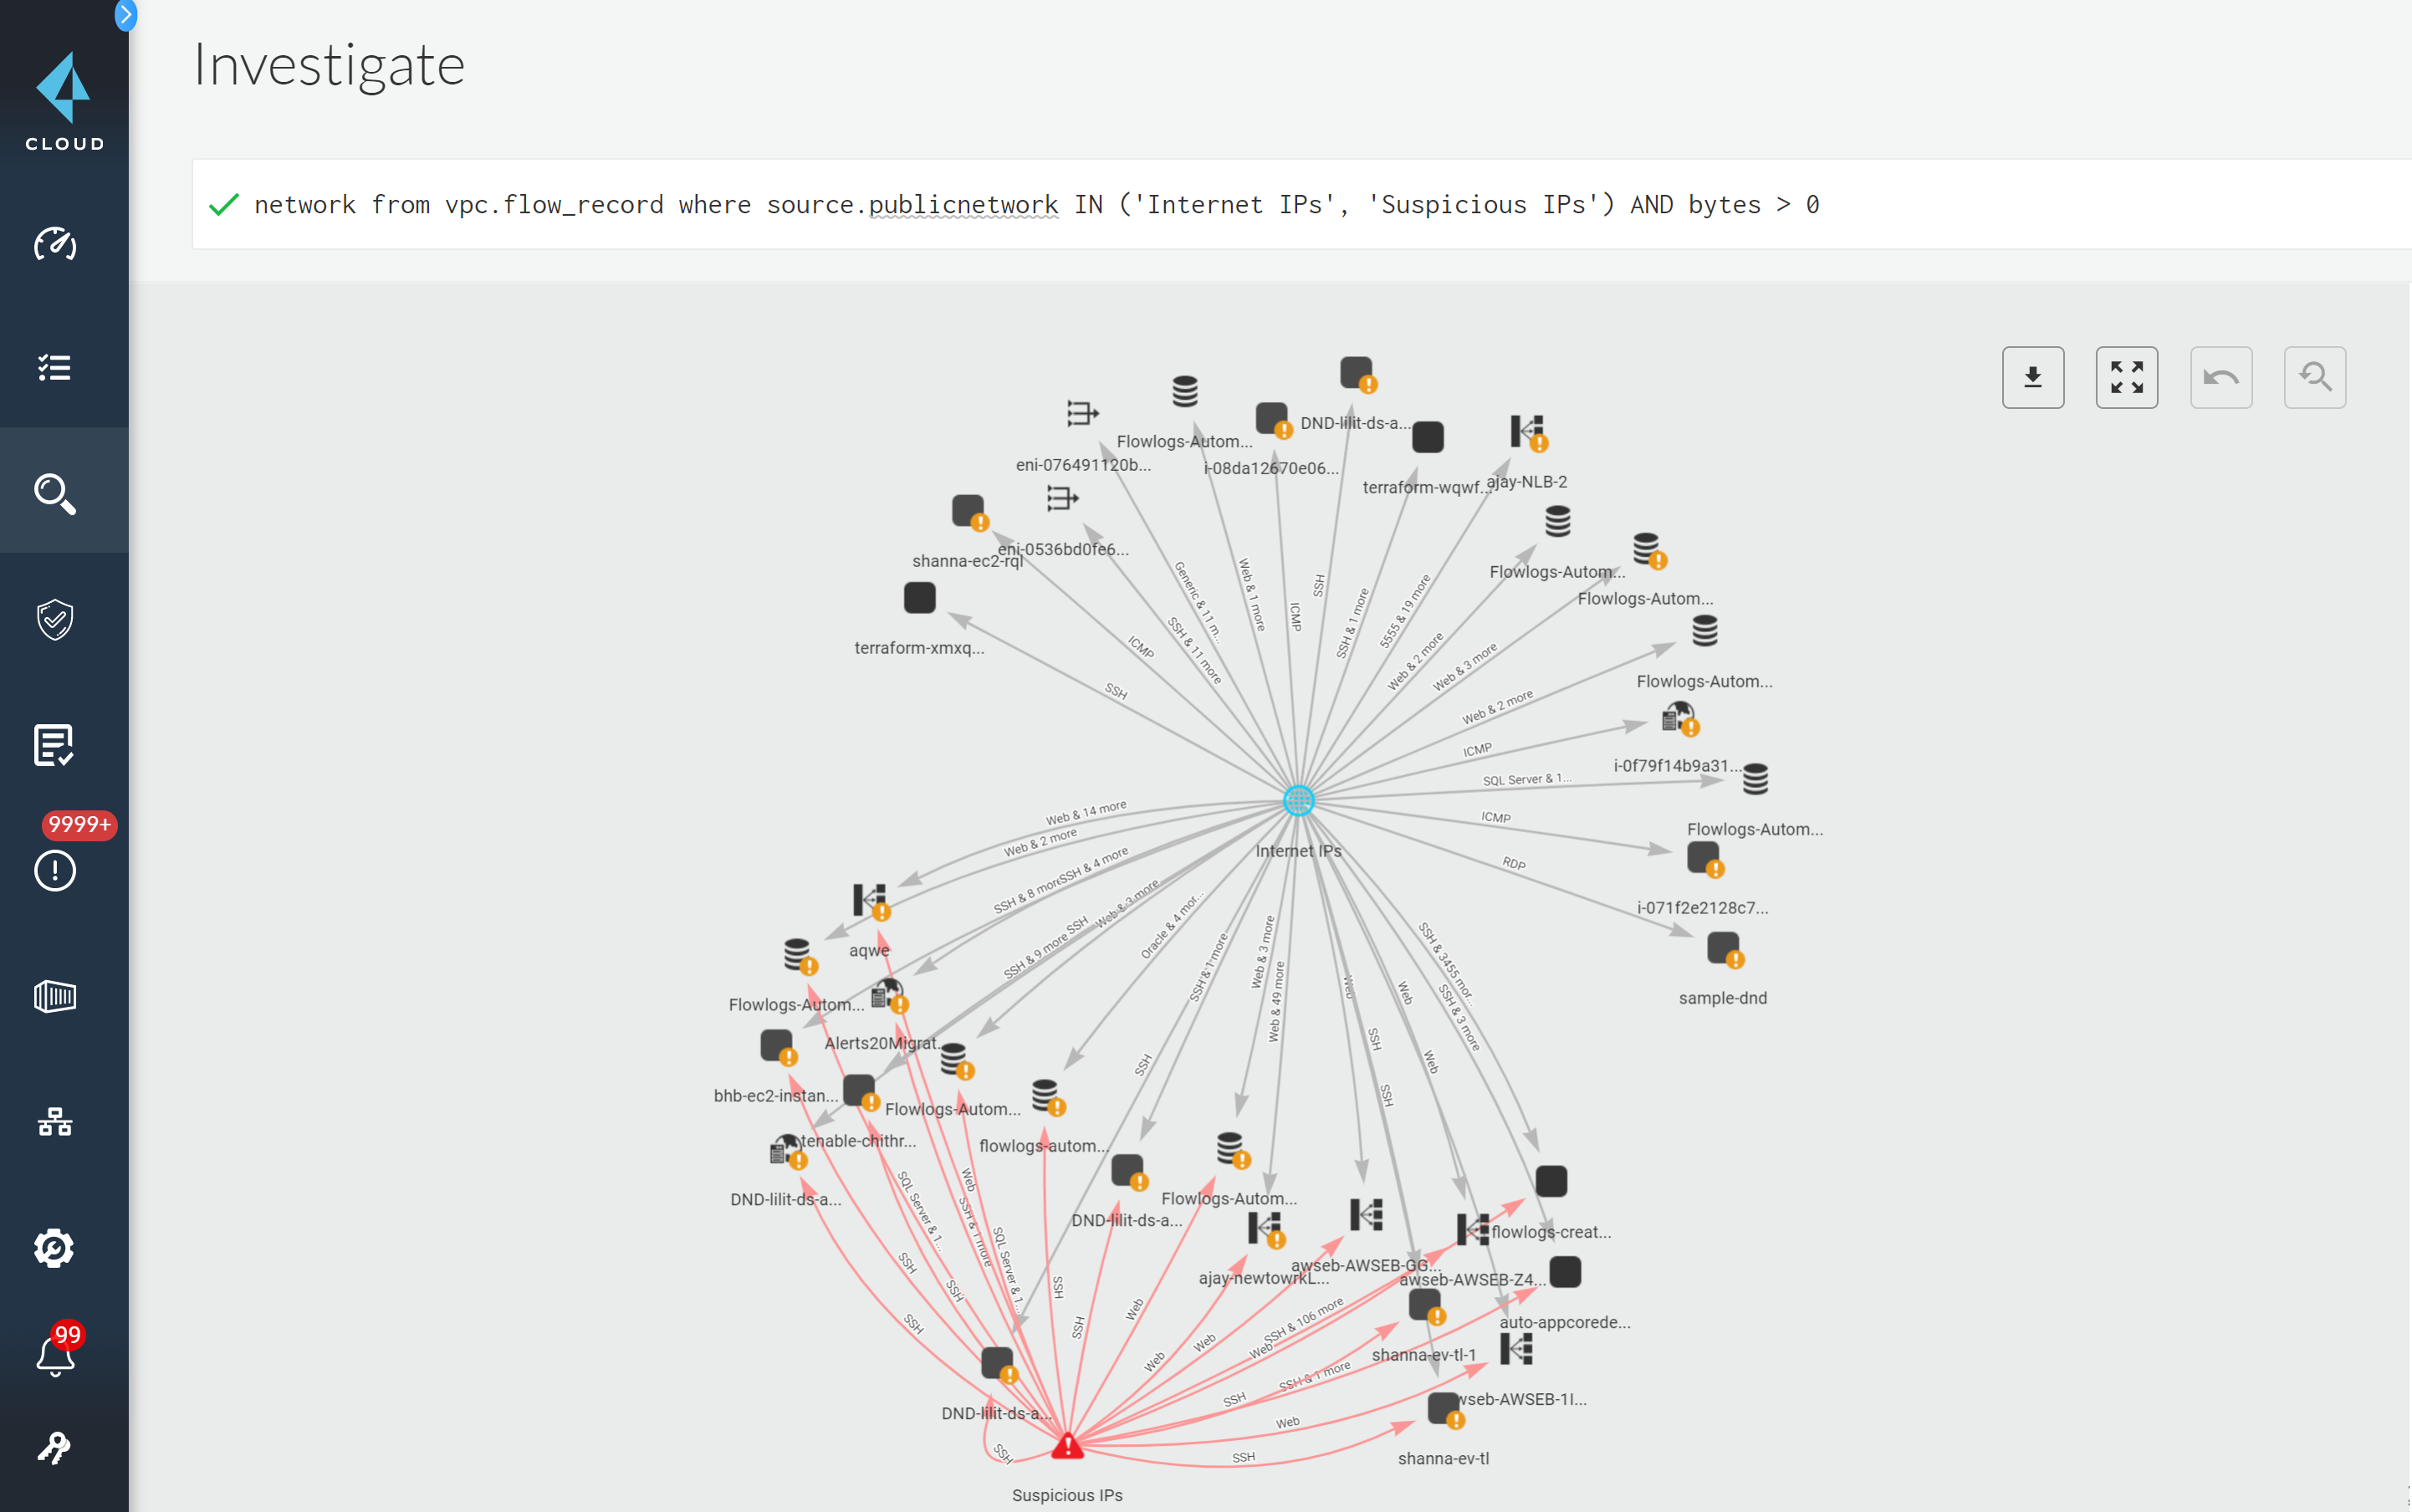 CLOUD
Investigate
network from vpc.flow_record where source.publicnetwork IN ('Internet IPs', 'Suspicious IPs') AND bytes > 0
9999+
99
DND-lilit-ds-a...
Flowlogs-Autom...
eni-076491120b...
i-08da12670e06...
terraform-wqwf...
ajay-NLB-2
shanna-ec2-rql
eni-0536bd0fe6...
Flowlogs-Autom...
Flowlogs-Autom...
terraform-xmxq...
Flowlogs-Autom...
i-0f79f14b9a31...
Flowlogs-Autom...
i-071f2e2128c7...
sample-dnd
Generic & 11 m...
Web & 1 more
ICMP
SSH
SSH & 1 more
5555 & 19 more
Web & 2 more
Web & 3 more
Web & 2 more
ICMP
SQL Server & 1...
ICMP
RDP
ICMP
SSH & 11 more
SSH
Internet IPs
Web & 14 more
Web & 2 more
SSH & 8 more
SSH & 4 more
SSH & 9 more
SSH
Web & 3 more
Oracle & 4 mor...
SSH & 1 more
SSH
Web & 3 more
Web & 49 more
Web
SSH
SSH
Web
Web
SSH & 3455 mor...
SSH & 3 more
aqwe
Flowlogs-Autom...
Alerts20Migrat...
bhb-ec2-instan...
Flowlogs-Autom...
tenable-chithr...
flowlogs-autom...
DND-lilit-ds-a...
DND-lilit-ds-a...
Flowlogs-Autom...
ajay-newtowrkL...
awseb-AWSEB-GG...
flowlogs-creat...
awseb-AWSEB-Z4...
auto-appcorede...
shanna-ev-tl-1
wseb-AWSEB-1I...
DND-lilit-ds-a...
shanna-ev-tl
SQL Server & 1...
Web
SSH & 1 more
SQL Server & 1...
SSH
SSH
SSH
SSH
SSH
Web
Web
Web
Web
SSH & 106 more
SSH
SSH & 1 more
Web
SSH
SSH
Suspicious IPs